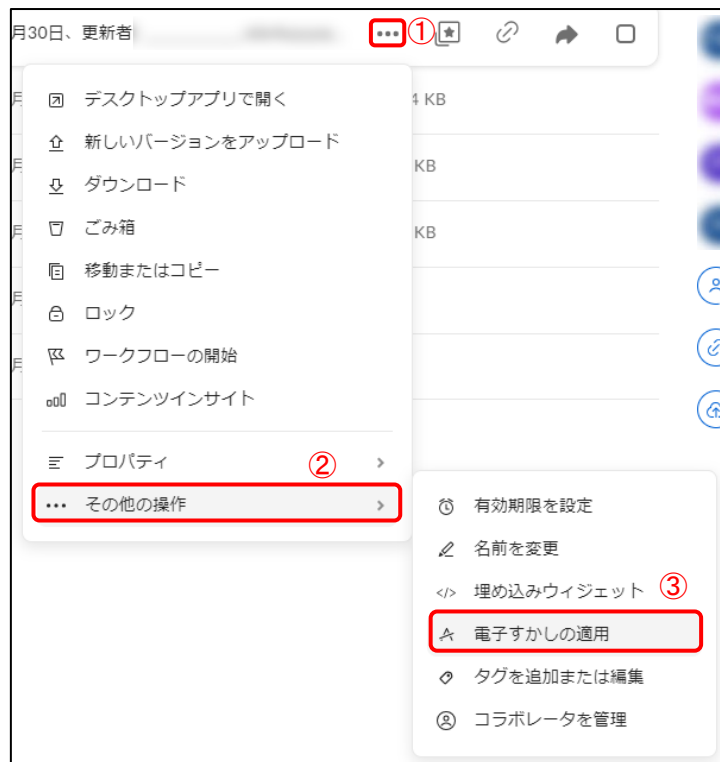 月30日、更新者
••• ①
月
デスクトップアプリで開く
4 KB
新しいバージョンをアップロード
月
KB
ダウンロード
月
ごみ箱
KB
移動またはコピー
月
ロック
月
ワークフローの開始
コンテンツインサイト
プロパティ
②
••• その他の操作
有効期限を設定
名前を変更
</> 埋め込みウィジェット ③
電子すかしの適用
タグを追加または編集
コラボレータを管理